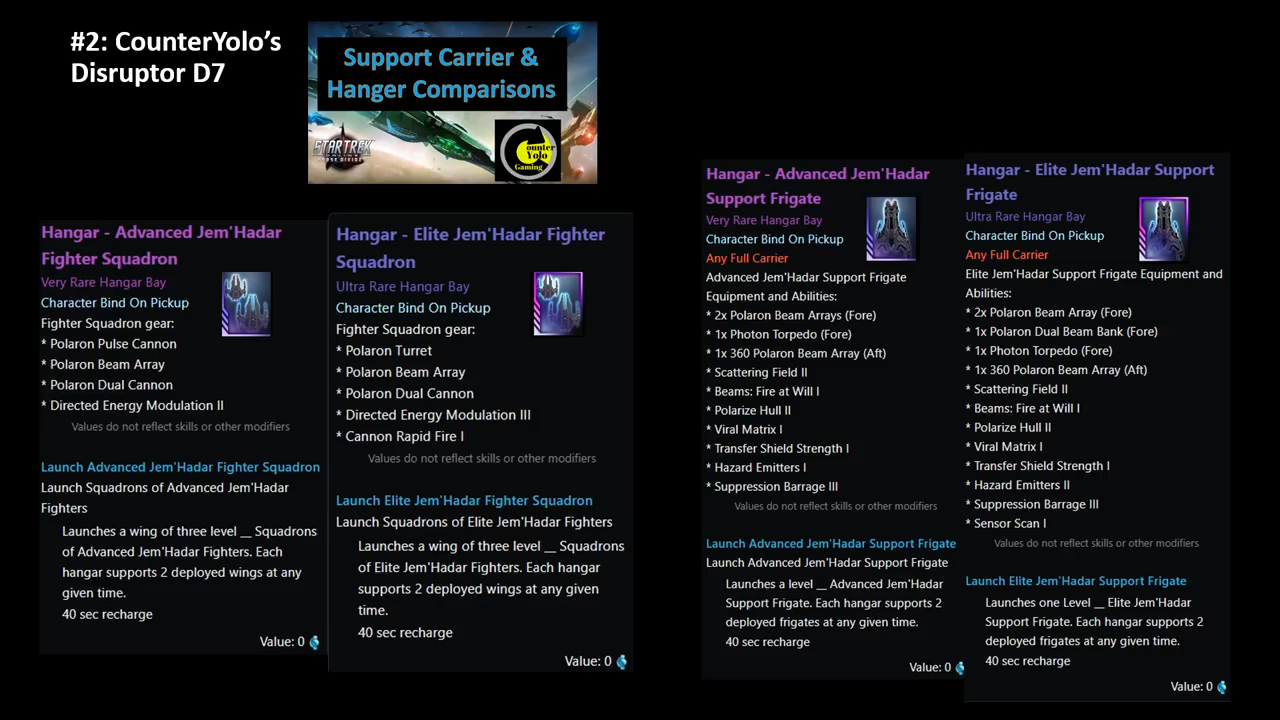 #2: CounterYolo's
Disruptor D7
Support Carrier &
Hanger Comparisons
STAR TREK
Counter
Yolo
Gaming
Hangar - Advanced Jem'Hadar
Fighter Squadron
Very Rare Hangar Bay
Character Bind On Pickup
Fighter Squadron gear:
* Polaron Pulse Cannon
* Polaron Beam Array
* Polaron Dual Cannon
* Directed Energy Modulation II
Values do not reflect skills or other modifiers
Launch Advanced Jem'Hadar Fighter Squadron
Launch Squadrons of Advanced Jem'Hadar
Fighters
Launches a wing of three level __ Squadrons
of Advanced Jem'Hadar Fighters. Each
hangar supports 2 deployed wings at any
given time.
40 sec recharge
Value: 0
Hangar - Elite Jem'Hadar Fighter
Squadron
Ultra Rare Hangar Bay
Character Bind On Pickup
Fighter Squadron gear:
* Polaron Turret
* Polaron Beam Array
* Polaron Dual Cannon
* Directed Energy Modulation III
* Cannon Rapid Fire I
Values do not reflect skills or other modifiers
Launch Elite Jem'Hadar Fighter Squadron
Launch Squadrons of Elite Jem'Hadar Fighters
Launches a wing of three level __ Squadrons
of Elite Jem'Hadar Fighters. Each hangar
supports 2 deployed wings at any given
time.
40 sec recharge
Value: 0
Hangar - Advanced Jem'Hadar
Support Frigate
Very Rare Hangar Bay
Character Bind On Pickup
Any Full Carrier
Advanced Jem'Hadar Support Frigate
Equipment and Abilities:
* 2x Polaron Beam Arrays (Fore)
* 1x Photon Torpedo (Fore)
* 1x 360 Polaron Beam Array (Aft)
* Scattering Field II
* Beams: Fire at Will I
* Polarize Hull II
* Viral Matrix I
* Transfer Shield Strength I
* Hazard Emitters I
* Suppression Barrage III
Values do not reflect skills or other modifiers
Launch Advanced Jem'Hadar Support Frigate
Launch Advanced Jem'Hadar Support Frigate
Launches a level __ Advanced Jem'Hadar
Support Frigate. Each hangar supports 2
deployed frigates at any given time.
40 sec recharge
Value: 0
Hangar - Elite Jem'Hadar Support
Frigate
Ultra Rare Hangar Bay
Character Bind On Pickup
Any Full Carrier
Elite Jem'Hadar Support Frigate Equipment and
Abilities:
* 2x Polaron Beam Array (Fore)
* 1x Polaron Dual Beam Bank (Fore)
* 1x Photon Torpedo (Fore)
* 1x 360 Polaron Beam Array (Aft)
* Scattering Field II
* Beams: Fire at Will I
* Polarize Hull II
* Viral Matrix I
* Transfer Shield Strength I
* Hazard Emitters II
* Suppression Barrage III
* Sensor Scan I
Values do not reflect skills or other modifiers
Launch Elite Jem'Hadar Support Frigate
Launches one Level __ Elite Jem'Hadar
Support Frigate. Each hangar supports 2
deployed frigates at any given time.
40 sec recharge
Value: 0